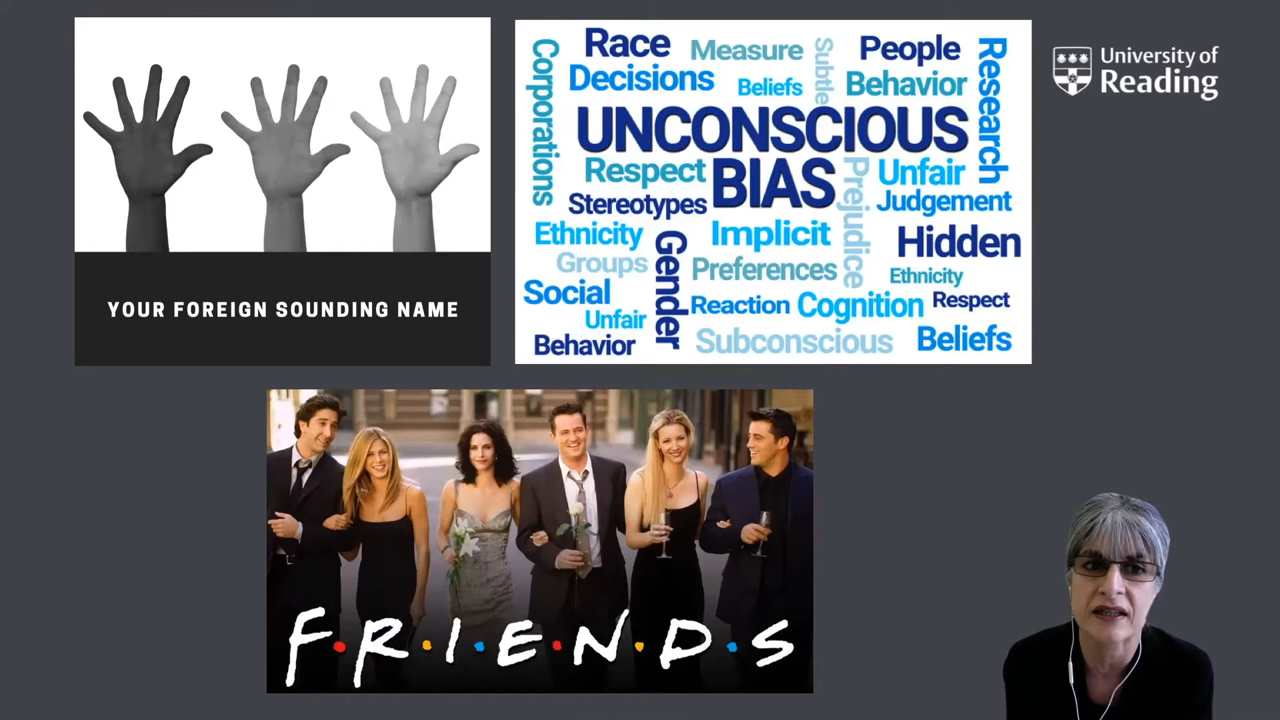 YOUR FOREIGN SOUNDING NAME
Corporations
Race
Measure
Subtle
People
Research
Decisions
Beliefs
Behavior
UNCONSCIOUS
Respect
BIAS
Prejudice
Unfair
Stereotypes
Judgement
Ethnicity
Gender
Implicit
Hidden
Groups
Preferences
Ethnicity
Social
Reaction
Cognition
Respect
Unfair
Behavior
Subconscious
Beliefs
University of
Reading
F·R·I·E·N·D·S